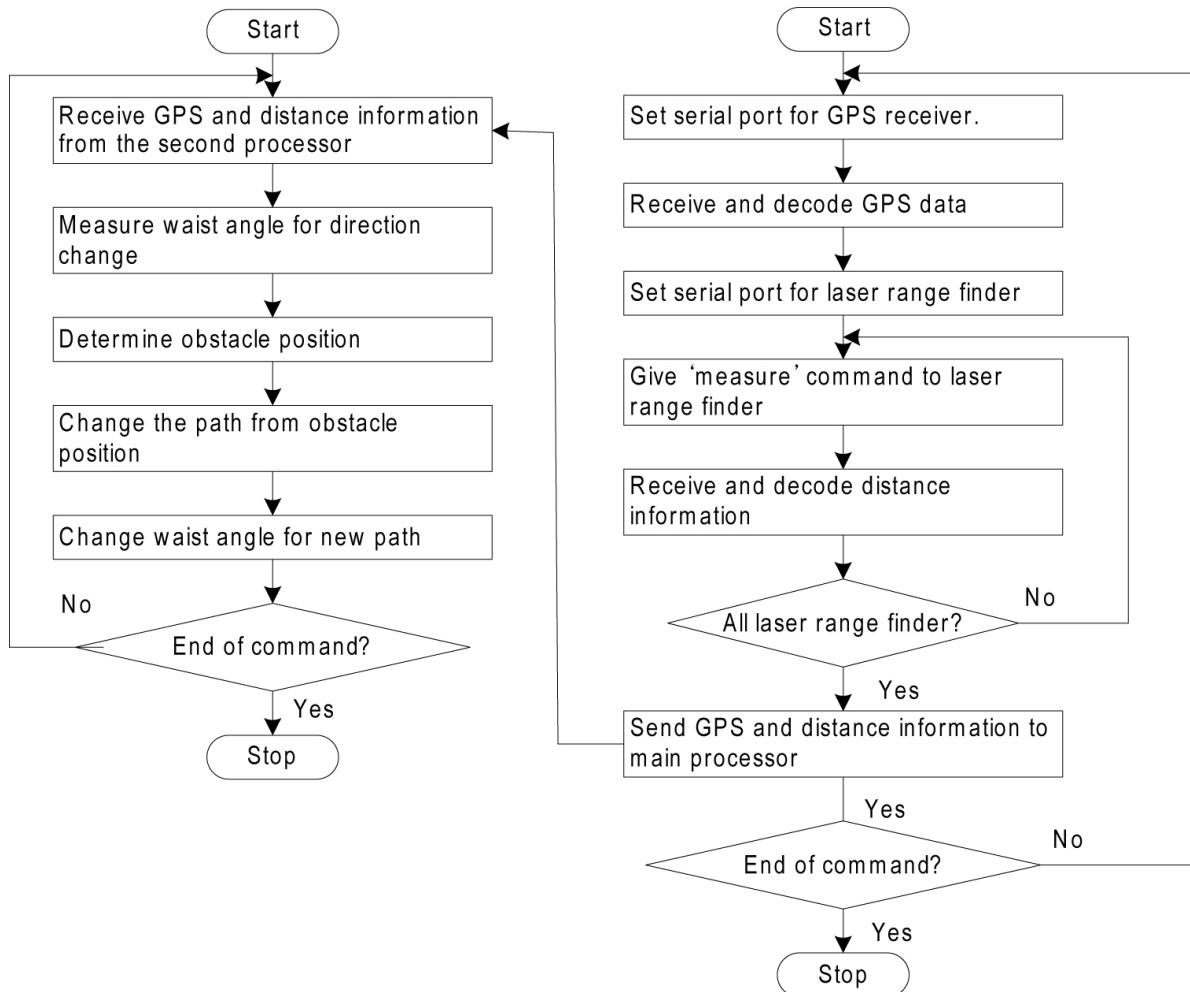 Start
Receive GPS and distance information
from the second processor
Measure waist angle for direction
change
Determine obstacle position
Change the path from obstacle
position
Change waist angle for new path
No
End of command?
Yes
Stop
Start
Set serial port for GPS receiver.
Receive and decode GPS data
Set serial port for laser range finder
Give ‘measure’ command to laser
range finder
Receive and decode distance
information
All laser range finder?
No
Yes
Send GPS and distance information to
main processor
Yes
End of command?
No
Yes
Stop